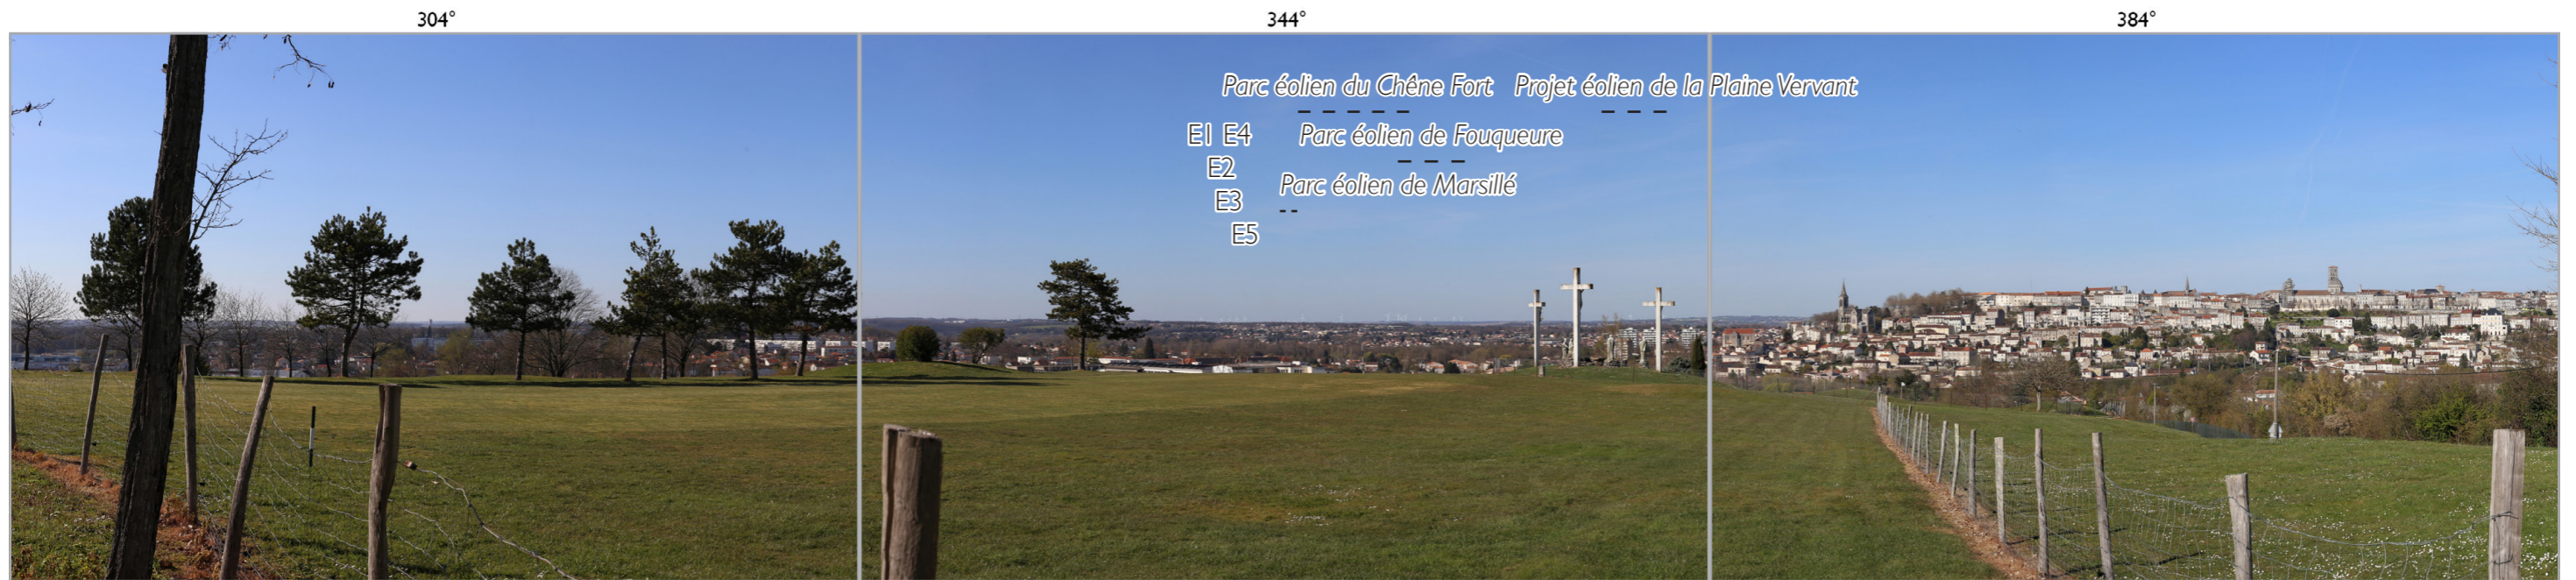 304° 344° 384°
Parc éolien du Chêne Fort Projet éolien de la Plaine Vervant
E1 E4 Parc éolien de Fouqueure
E2
Parc éolien de Marsillé
E3
E5